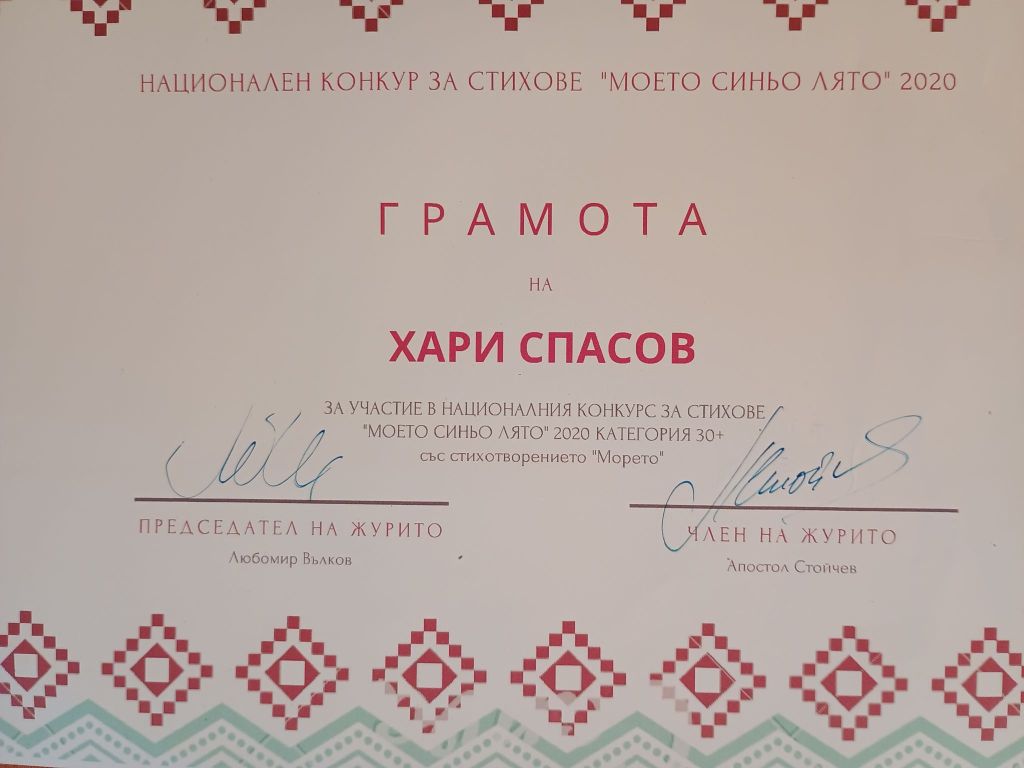 НАЦИОНАЛЕН КОНКУР ЗА СТИХОВЕ "МОЕТО СИНЬО ЛЯТО" 2020
ГРАМОТА
НА
ХАРИ СПАСОВ
ЗА УЧАСТИЕ В НАЦИОНАЛНИЯ КОНКУРС ЗА СТИХОВЕ
"МОЕТО СИНЬО ЛЯТО" 2020 КАТЕГОРИЯ 30+
със стихотворението "Морето"
ПРЕДСЕДАТЕЛ НА ЖУРИТО
Любомир Вълков
ЧЛЕН НА ЖУРИТО
Апостол Стойчев